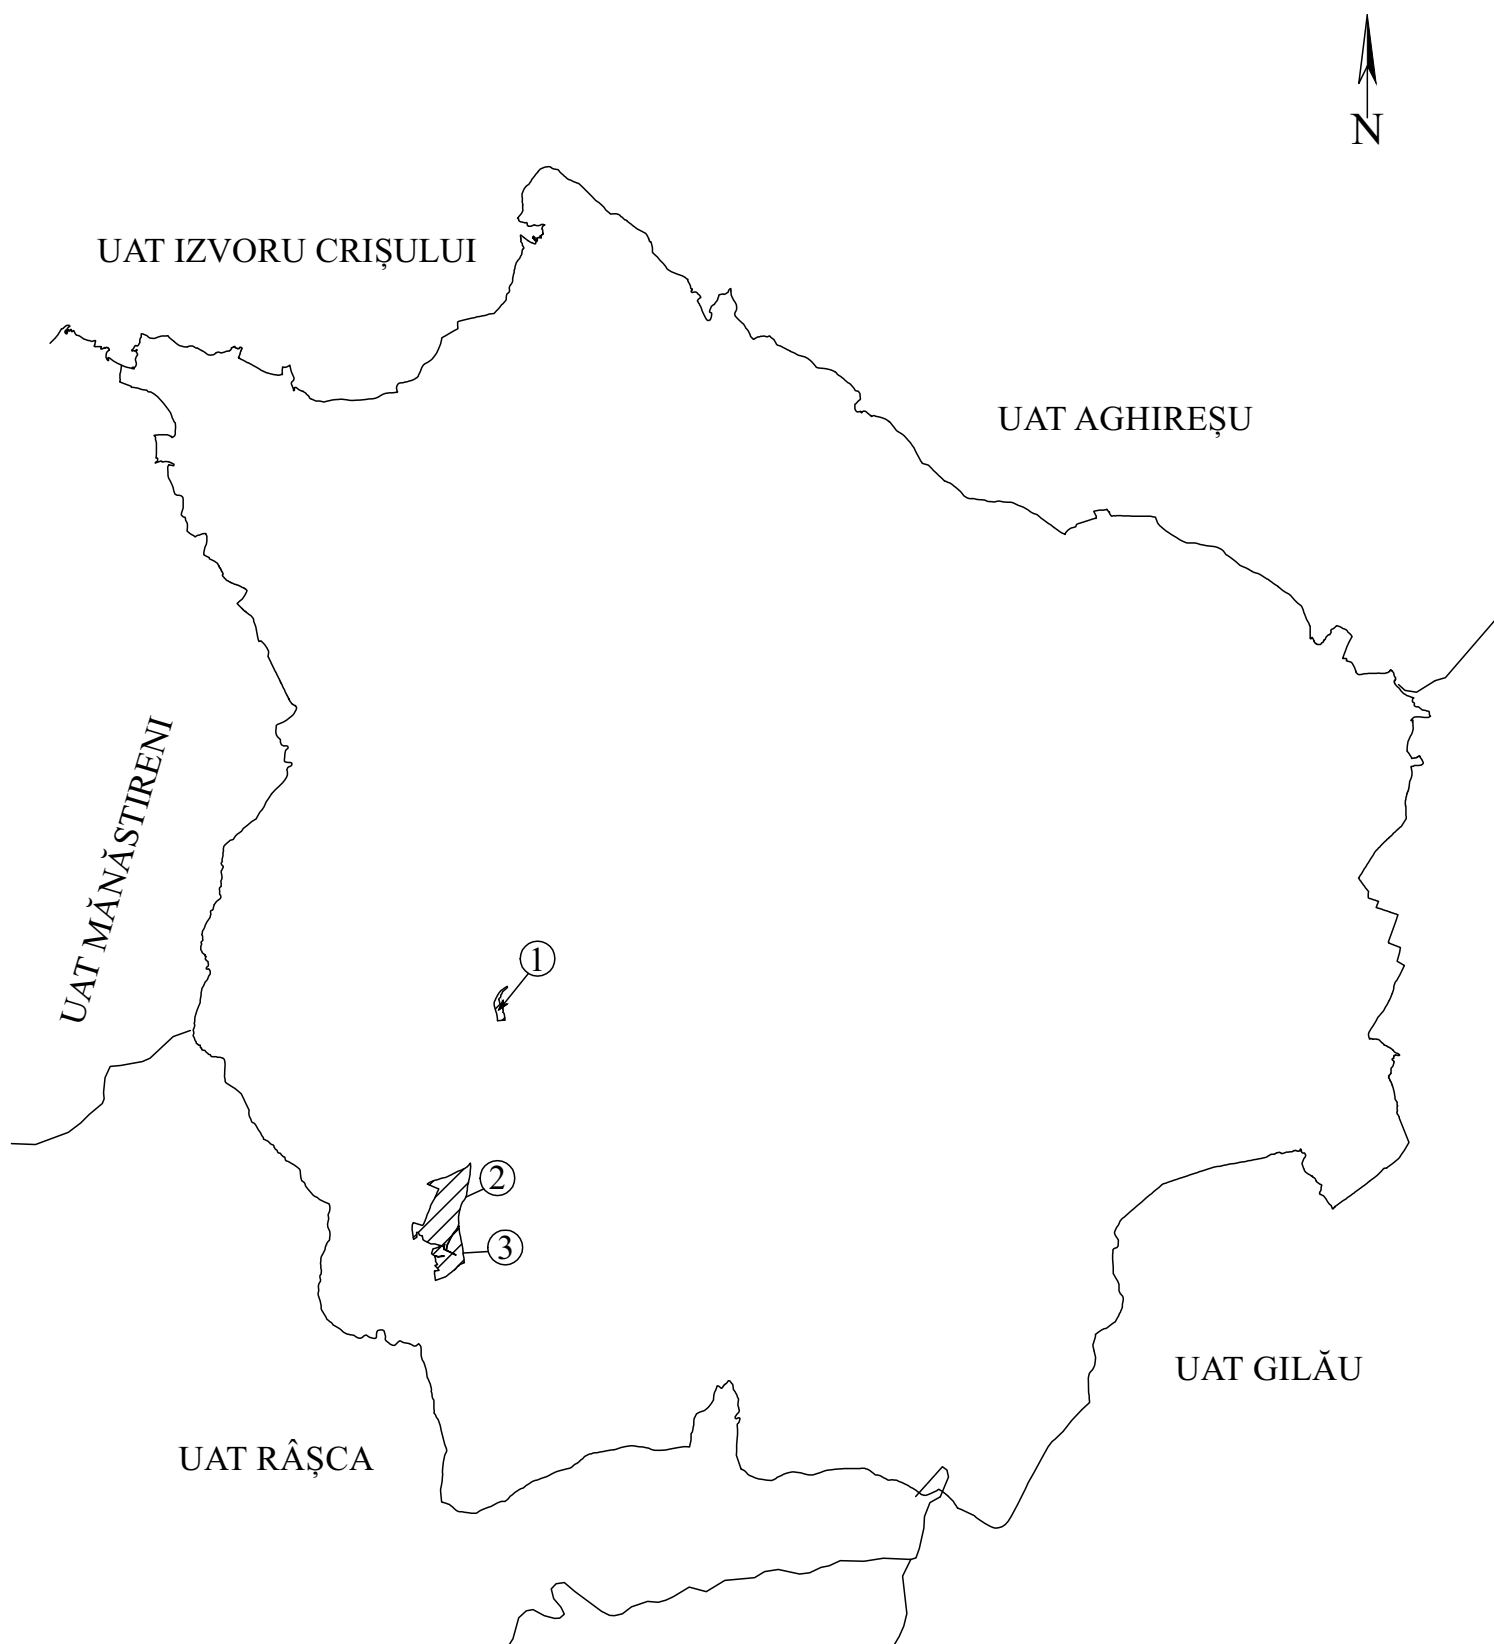 N
UAT IZVORU CRIȘULUI
UAT AGHIREȘU
UAT MĂNĂSTIRENI
1
2
3
UAT GILĂU
UAT RÂȘCA